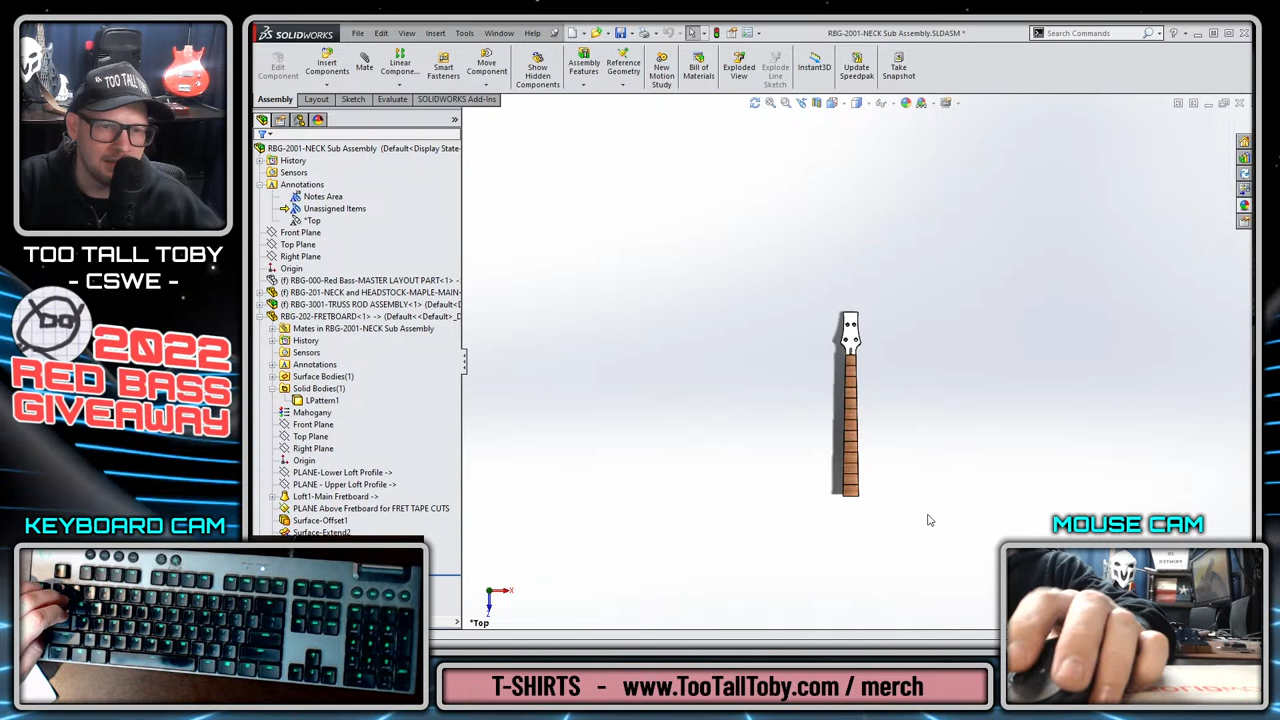 SOLIDWORKS
File
Edit
View
Insert
Tools
Window
Help
RBG-2001-NECK Sub Assembly.SLDASM *
Search Commands
Edit Component
Insert Components
Mate
Linear Compone...
Smart Fasteners
Move Component
Show Hidden Components
Assembly Features
Reference Geometry
New Motion Study
Bill of Materials
Exploded View
Explode Line Sketch
Instant3D
Update Speedpak
Take Snapshot
Assembly
Layout
Sketch
Evaluate
SOLIDWORKS Add-Ins
RBG-2001-NECK Sub Assembly (Default<Display State-
History
Sensors
Annotations
Notes Area
Unassigned Items
*Top
Front Plane
Top Plane
Right Plane
Origin
(f) RBG-000-Red Bass-MASTER LAYOUT PART<1> -
(f) RBG-201-NECK and HEADSTOCK-MAPLE-MAIN-
(f) RBG-3001-TRUSS ROD ASSEMBLY<1> (Default<D
RBG-202-FRETBOARD<1> -> (Default<<Default>_D
Mates in RBG-2001-NECK Sub Assembly
History
Sensors
Annotations
Surface Bodies(1)
Solid Bodies(1)
LPattern1
Mahogany
Front Plane
Top Plane
Right Plane
Origin
PLANE-Lower Loft Profile ->
PLANE - Upper Loft Profile ->
Loft1-Main Fretboard ->
PLANE Above Fretboard for FRET TAPE CUTS
Surface-Offset1
Surface-Extend2
X
*Top
TOO TALL TOBY
TOO TALL TOBY
- CSWE -
2022
RED BASS
GIVEAWAY
KEYBOARD CAM
MOUSE CAM
T-SHIRTS - www.TooTallToby.com / merch